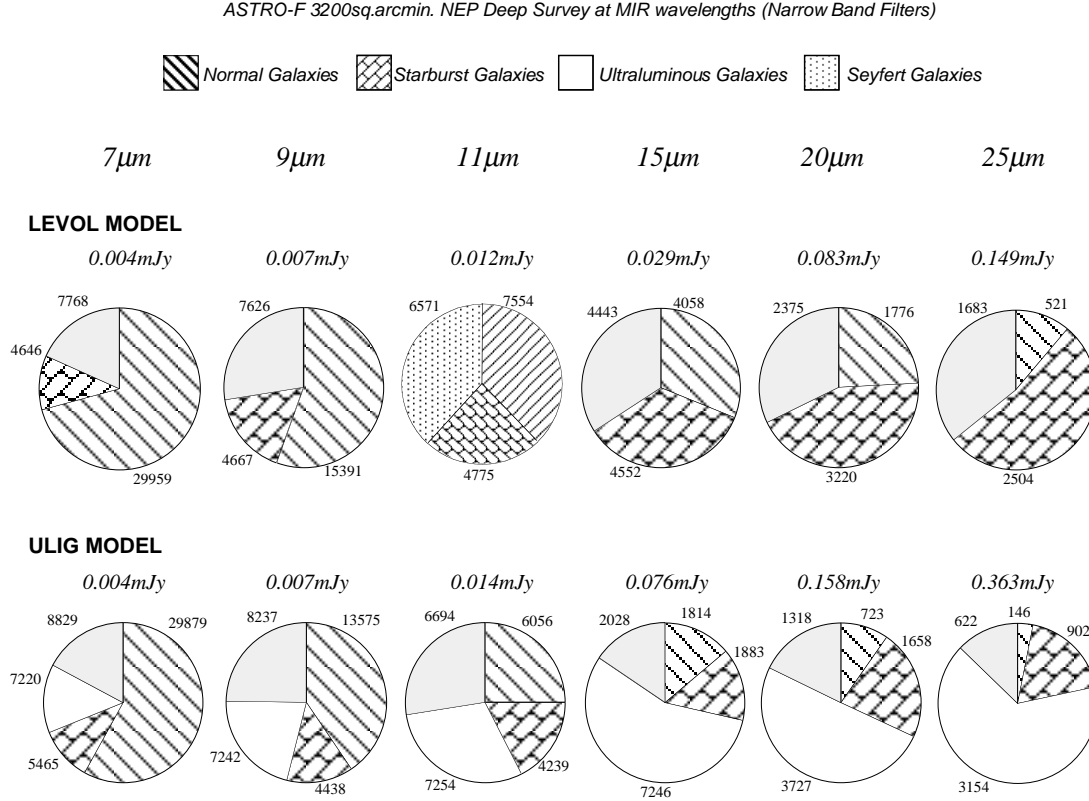 ASTRO-F 3200sq.arcmin. NEP Deep Survey at MIR wavelengths (Narrow Band Filters)
Normal Galaxies Starburst Galaxies Ultraluminous Galaxies Seyfert Galaxies
7μm 9μm 11μm 15μm 20μm 25μm
LEVOL MODEL
0.004mJy 0.007mJy 0.012mJy 0.029mJy 0.083mJy 0.149mJy
7768 7626 6571 7554 4443 4058 2375 1776 1683 521
4646
29959 4667 15391 4775 4552 3220 2504
ULIG MODEL
0.004mJy 0.007mJy 0.014mJy 0.076mJy 0.158mJy 0.363mJy
8829 29879 8237 13575 6694 6056 2028 1814 1318 723 622 146
1883 1658 902
7220
5465 7242 4438 7254 4239 7246 3727 3154